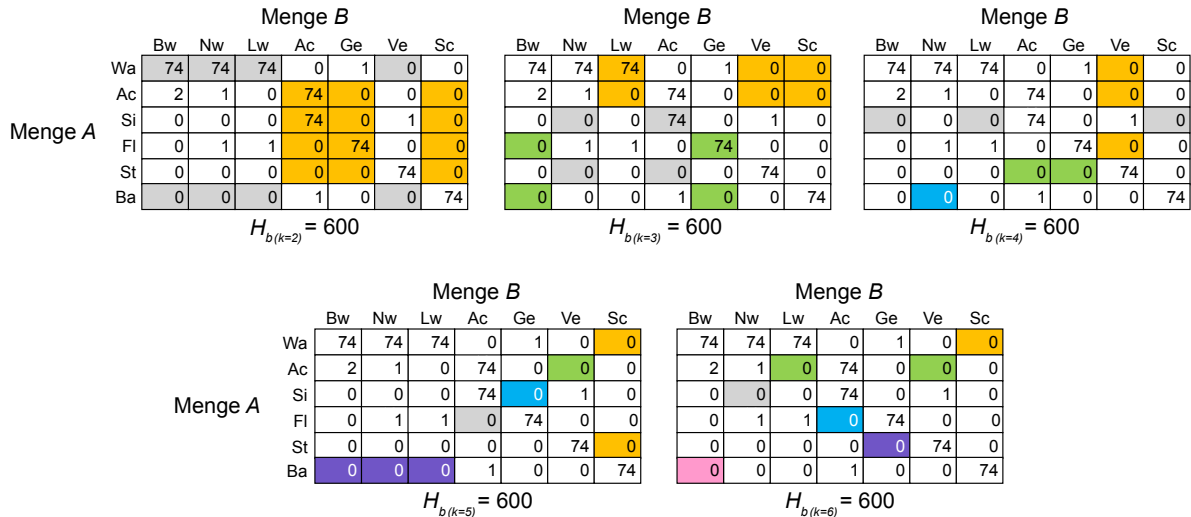 Menge B Menge B Menge B
Bw Nw Lw Ac Ge Ve Sc Bw Nw Lw Ac Ge Ve Sc Bw Nw Lw Ac Ge Ve Sc
Wa 74 74 74 0 1 0 0 74 74 74 0 1 0 0 74 74 74 0 1 0 0
Ac 2 1 0 74 0 0 0 2 1 0 74 0 0 0 2 1 0 74 0 0 0
Menge A Si 0 0 0 74 0 1 0 0 0 0 74 0 1 0 0 0 0 74 0 1 0
Fl 0 1 1 0 74 0 0 0 1 1 0 74 0 0 0 1 1 0 74 0 0
St 0 0 0 0 0 74 0 0 0 0 0 0 74 0 0 0 0 0 0 74 0
Ba 0 0 0 1 0 0 74 0 0 0 1 0 0 74 0 0 0 1 0 0 74
H b (k=2) = 600 H b (k=3) = 600 H b (k=4) = 600
Menge B Menge B
Bw Nw Lw Ac Ge Ve Sc Bw Nw Lw Ac Ge Ve Sc
Wa 74 74 74 0 1 0 0 74 74 74 0 1 0 0
Ac 2 1 0 74 0 0 0 2 1 0 74 0 0 0
Menge A Si 0 0 0 74 0 1 0 0 0 0 74 0 1 0
Fl 0 1 1 0 74 0 0 0 1 1 0 74 0 0
St 0 0 0 0 0 74 0 0 0 0 0 0 74 0
Ba 0 0 0 1 0 0 74 0 0 0 1 0 0 74
H b (k=5) = 600 H b (k=6) = 600